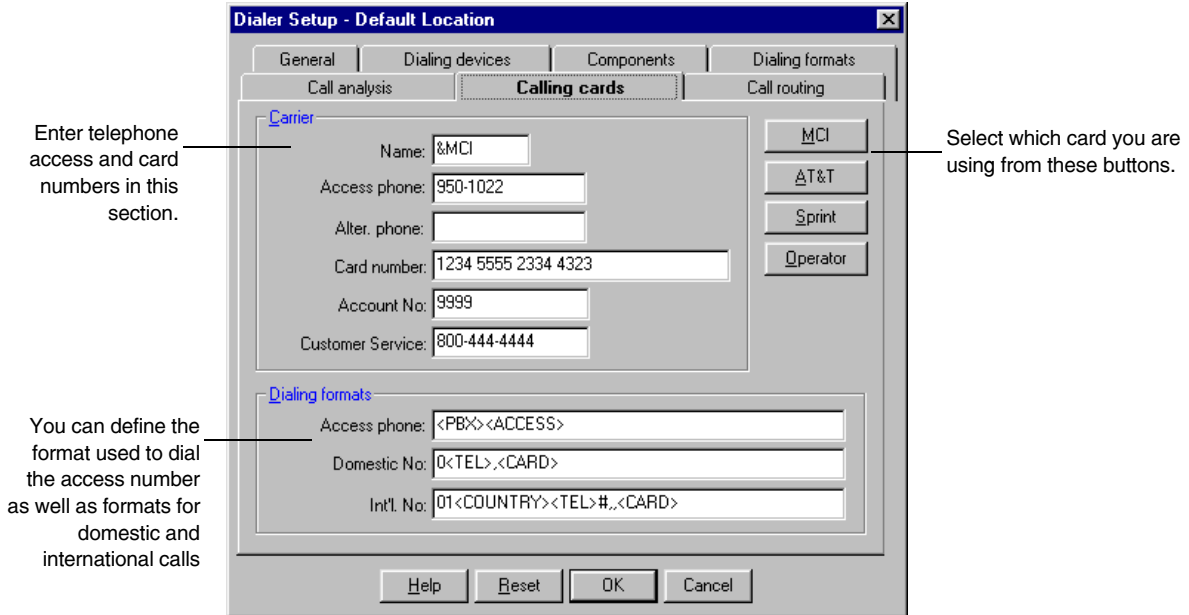 Dialer Setup - Default Location
General Dialing devices Components Dialing formats
Call analysis Calling cards Call routing
Enter telephone
access and card
numbers in this
section.
Carrier
Name: &MCI
Access phone: 950-1022
Alter. phone:
Card number: 1234 5555 2334 4323
Account No: 9999
Customer Service: 800-444-4444
MCI
AT&T
Sprint
Operator
Select which card you are
using from these buttons.
You can define the
format used to dial
the access number
as well as formats for
domestic and
international calls
Dialing formats
Access phone: <PBX><ACCESS>
Domestic No: 0<TEL>,<CARD>
Int'l. No: 01<COUNTRY><TEL>#,,<CARD>
Help Reset OK Cancel